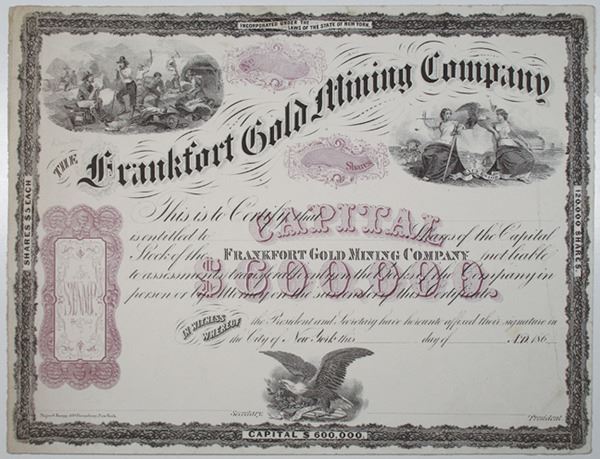 INCORPORATED UNDER THE LAWS OF THE STATE OF NEW YORK.
THE Frankfort Gold Mining Company
Shares
SHARES $5 EACH
120,000 SHARES.
This is to Certify that
CAPITAL
is entitled to Shares of the Capital
Stock of the FRANKFORT GOLD MINING COMPANY not liable
$600,000.
to assessment, transferable only on the Books of the Company in
person or by Attorney on the surrender of this Certificate.
STAMP
IN WITNESS WHEREOF the President and Secretary have hereunto affixed their signature in
the City of New York this day of A.D. 186
Secretary. President.
CAPITAL $600,000.